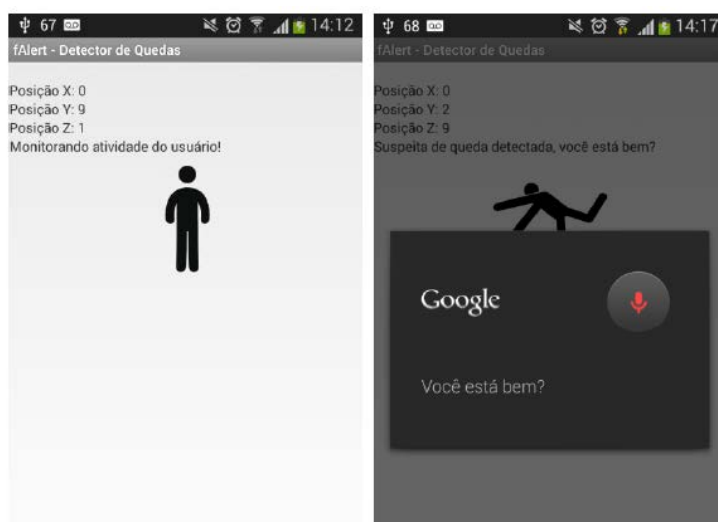 67 14:12
fAlert - Detector de Quedas
Posição X: 0
Posição Y: 9
Posição Z: 1
Monitorando atividade do usuário!
68 14:17
fAlert - Detector de Quedas
Posição X: 0
Posição Y: 2
Posição Z: 9
Suspeita de queda detectada, você está bem?
Google
Você está bem?